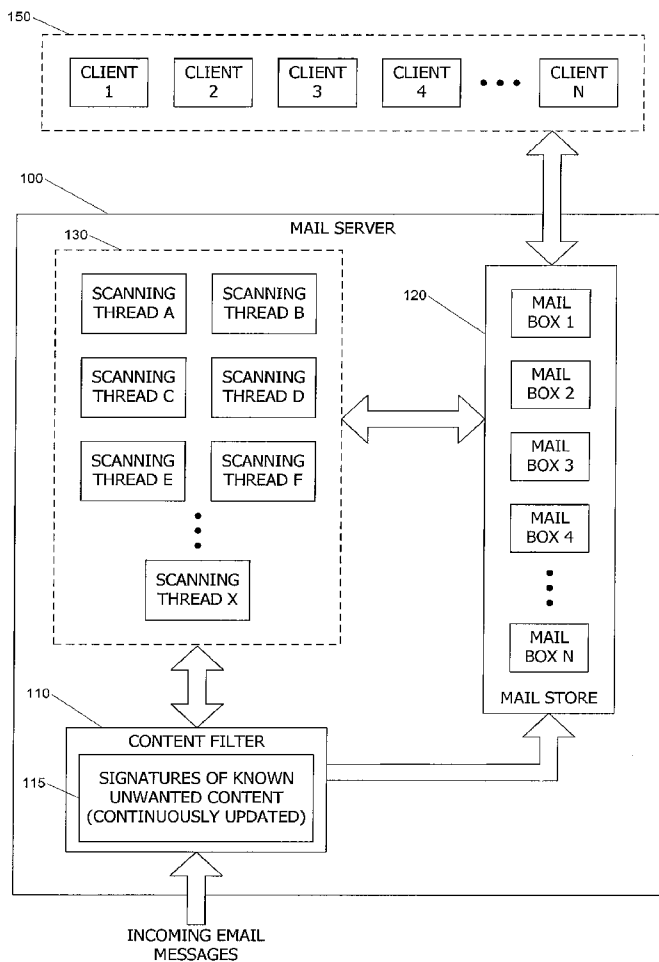 150
CLIENT
1
CLIENT
2
CLIENT
3
CLIENT
4
CLIENT
N
100
MAIL SERVER
130
SCANNING
THREAD A
SCANNING
THREAD B
SCANNING
THREAD C
SCANNING
THREAD D
SCANNING
THREAD E
SCANNING
THREAD F
SCANNING
THREAD X
120
MAIL
BOX 1
MAIL
BOX 2
MAIL
BOX 3
MAIL
BOX 4
MAIL
BOX N
MAIL STORE
110
CONTENT FILTER
115
SIGNATURES OF KNOWN
UNWANTED CONTENT
(CONTINUOUSLY UPDATED)
INCOMING EMAIL
MESSAGES